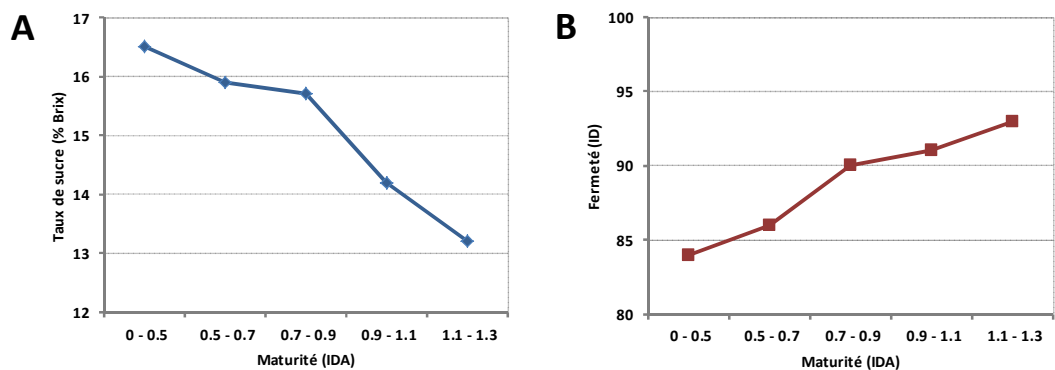 A
Taux de sucre (% Brix)
17
16
15
14
13
12
0 - 0.5 0.5 - 0.7 0.7 - 0.9 0.9 - 1.1 1.1 - 1.3
Maturité (IDA)
B
Fermeté (ID)
100
95
90
85
80
0 - 0.5 0.5 - 0.7 0.7 - 0.9 0.9 - 1.1 1.1 - 1.3
Maturité (IDA)